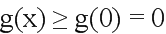 g(x) ≥ g(0) = 0